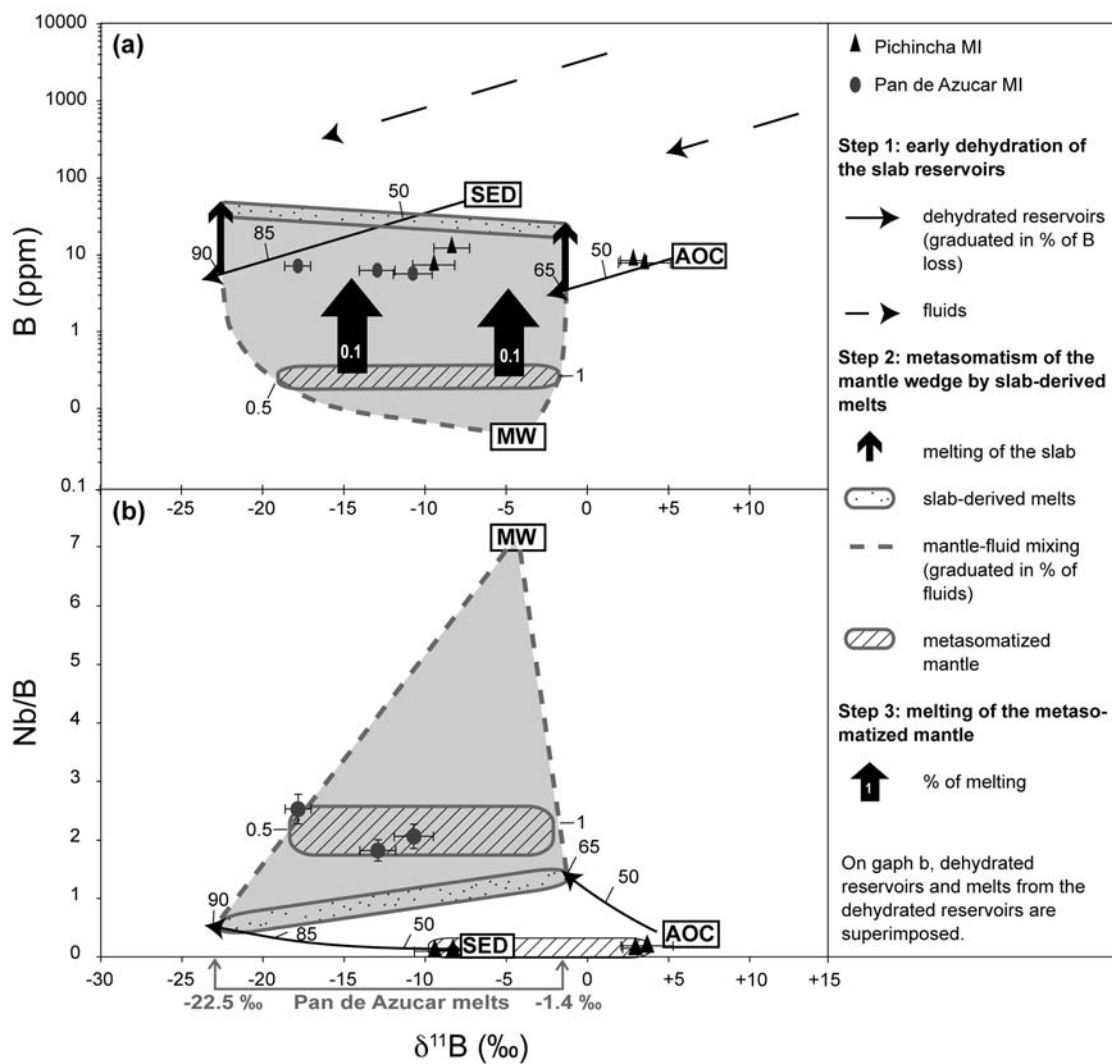 (a)
B (ppm)
10000
1000
100
10
1
0
0.1
50
SED
85
90
50
AOC
65
0.1
0.1
0.5
1
MW
-25
-20
-15
-10
-5
0
+5
+10
(b)
Nb/B
7
6
5
4
3
2
1
0
MW
0.5
1
65
50
90
85
50
SED
AOC
-30
-25
-20
-15
-10
-5
0
+5
+10
+15
-22.5 ‰ Pan de Azucar melts -1.4 ‰
δ¹¹B (‰)
Pichincha MI
Pan de Azucar MI
Step 1: early dehydration of
the slab reservoirs
dehydrated reservoirs
(graduated in % of B
loss)
fluids
Step 2: metasomatism of the
mantle wedge by slab-derived
melts
melting of the slab
slab-derived melts
mantle-fluid mixing
(graduated in % of
fluids)
metasomatized
mantle
Step 3: melting of the metaso-
matized mantle
1
% of melting
On gaph b, dehydrated
reservoirs and melts from the
dehydrated reservoirs are
superimposed.